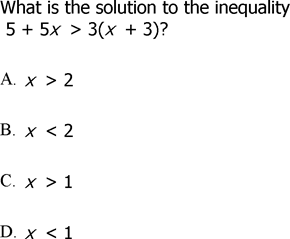 What is the solution to the inequality
5 + 5x > 3(x + 3)?
A. x > 2
B. x < 2
C. x > 1
D. x < 1